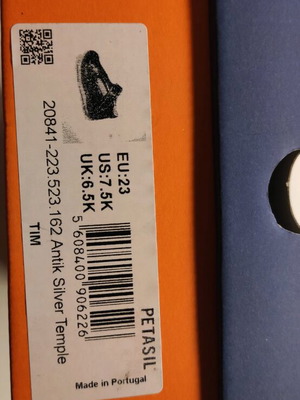 EU:23
US:7.5K
UK:6.5K
5 608400 906226
PETASIL
20841-223.523.162 Antik Silver Temple
TIM
Made in Portugal